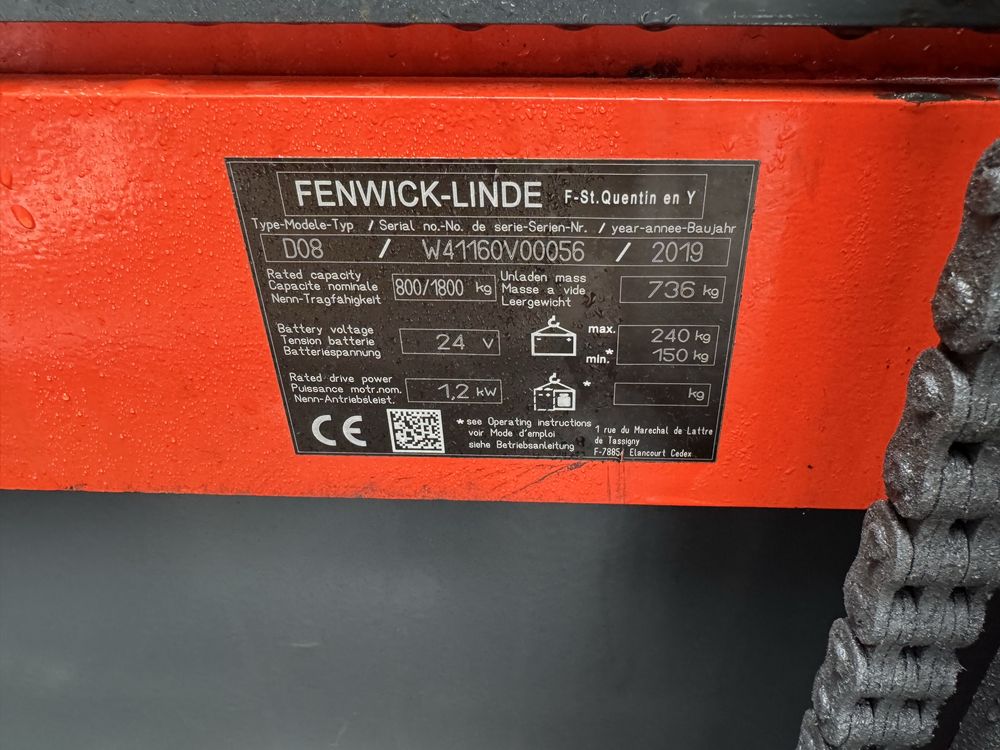 FENWICK-LINDE F-St.Quentin en Y
Type-Modele-Typ / Serial no.-No. de serie-Serien-Nr. / year-annee-Baujahr
D08 / W41160V00056 / 2019
Rated capacity
Capacite nominale
Nenn-Tragfähigkeit
800/1800 kg
Unladen mass
Masse a vide
Leergewicht
736 kg
Battery voltage
Tension batterie
Batteriespannung
24 V
max. 240 kg
min.* 150 kg
Rated drive power
Puissance motr.nom.
Nenn-Antriebsleist.
1,2 kW
* kg
CE
* see Operating instructions
voir Mode d'emploi
siehe Betriebsanleitung
1 rue du Marechal de Lattre
de Tassigny
Elancourt Cedex